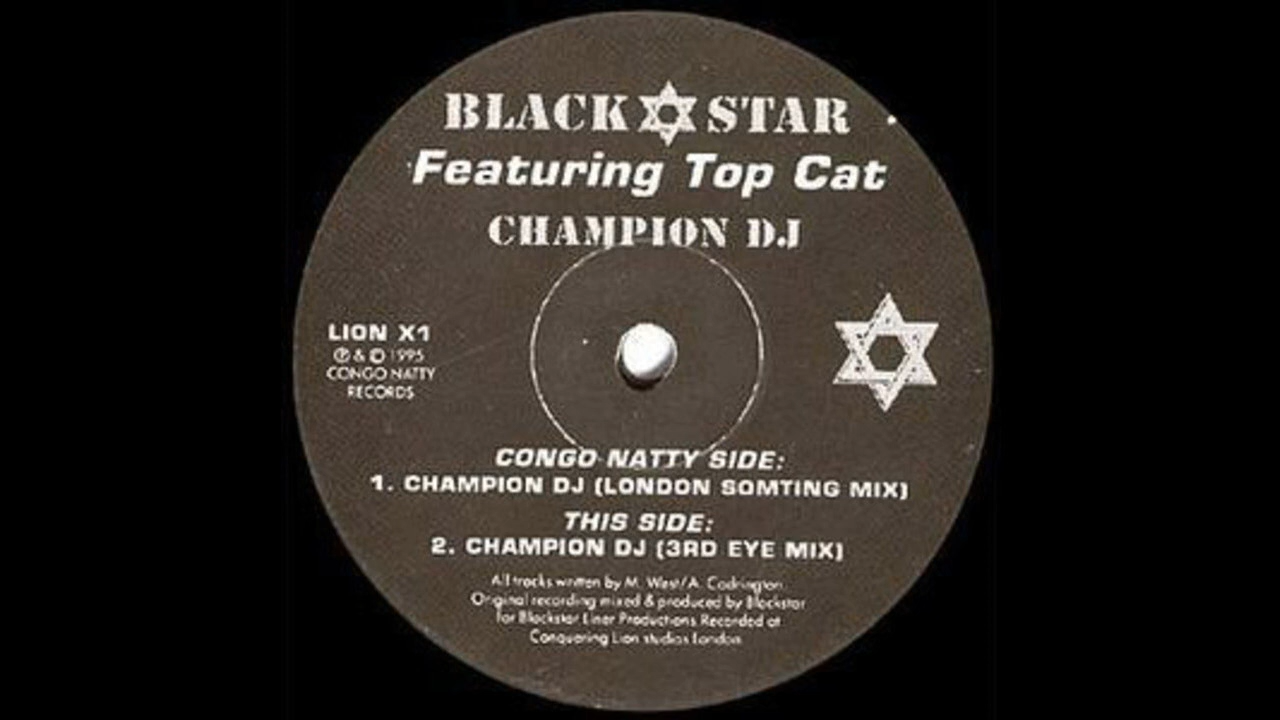 BLACK STAR
Featuring Top Cat
CHAMPION DJ
LION X1
℗ & © 1995
CONGO NATTY
RECORDS
CONGO NATTY SIDE:
1. CHAMPION DJ (LONDON SOMTING MIX)
THIS SIDE:
2. CHAMPION DJ (3RD EYE MIX)
All tracks written by M. West/A. Codrington
Original recording mixed & produced by Blackstar
for Blackstar Liner Productions Recorded at
Conquering Lion studios London